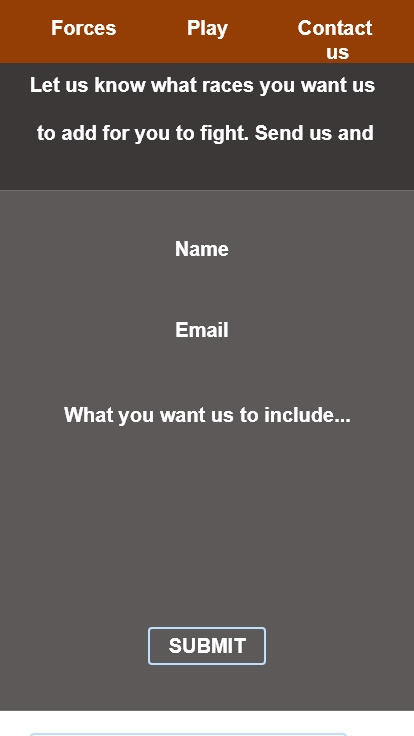 Forces
Play
Contact
us
Let us know what races you want us
to add for you to fight. Send us and
Name
Email
What you want us to include...
SUBMIT